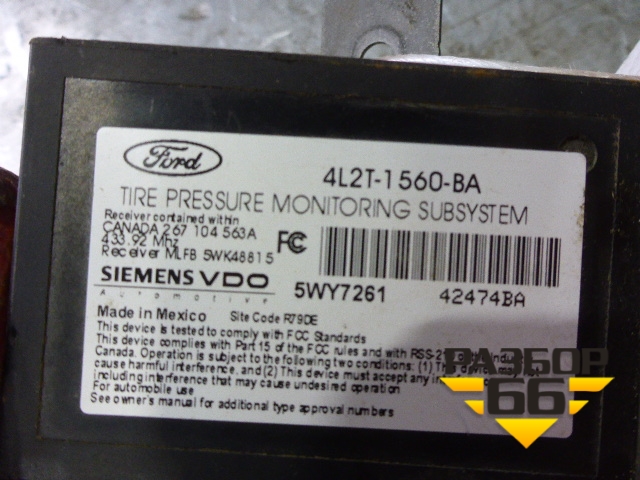 Ford
4L2T-1560-BA
TIRE PRESSURE MONITORING SUBSYSTEM
Receiver contained within
CANADA 267 104 563A
433.92 Mhz
Receiver MLFB 5WK48815
FC
SIEMENS VDO
Automotive
5WY7261
42474BA
Made in Mexico
Site Code R79DE
This device is tested to comply with FCC Standards
This device complies with Part 15 of the FCC rules and with RSS-21
Canada. Operation is subject to the following two conditions: (1) This device may
cause harmful interference, and (2) This device must accept any
including interference that may cause undesired operation
For automobile use
See owner's manual for additional type approval numbers
РАЗБОР
66